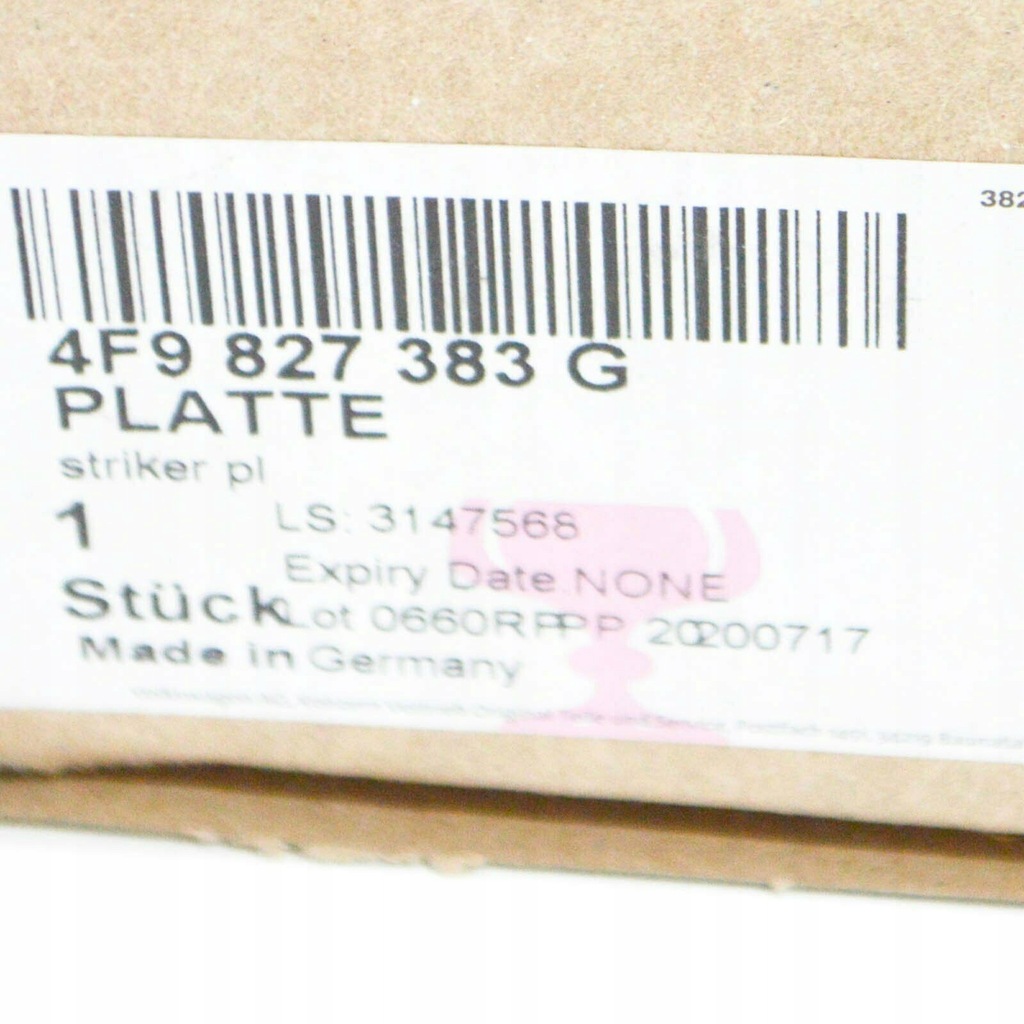 382
4F9 827 383 G
PLATTE
striker pl
1
LS: 3147568
Expiry Date NONE
Stück
Lot 0660RPPP 20200717
Made in Germany